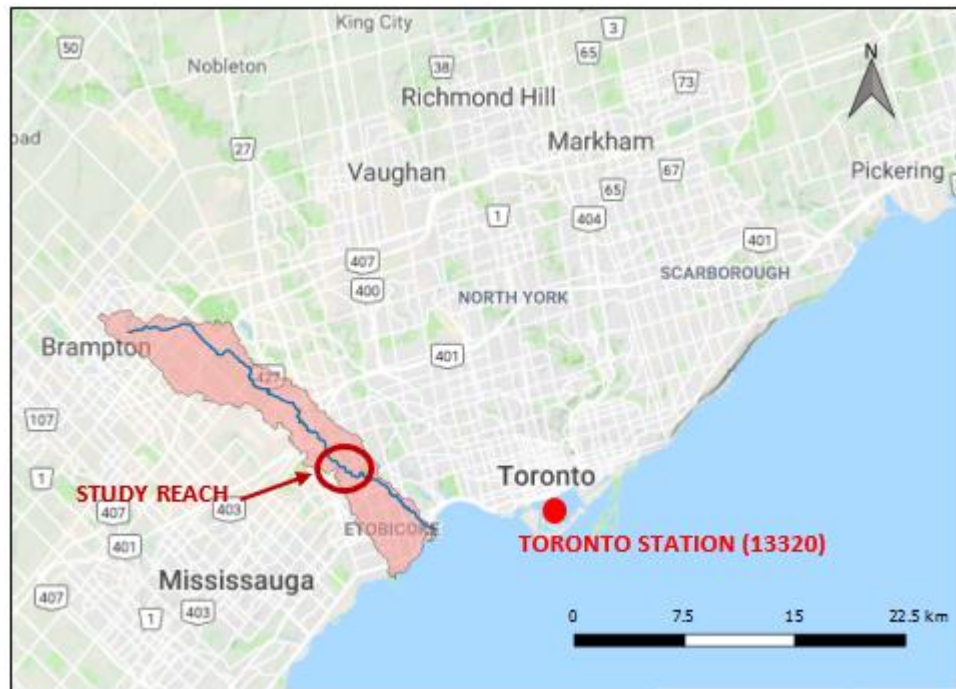 King City
3
50
65
Nobleton
38
N
73
Richmond Hill
oad
27
Markham
Vaughan
67
Pickering
65
1
404
401
407
SCARBOROUGH
400
NORTH YORK
Brampton
401
427
107
1
Toronto
STUDY REACH
407
403
ETOBICOKE
TORONTO STATION (13320)
401
Mississauga
407
403
1
0 7.5 15 22.5 km